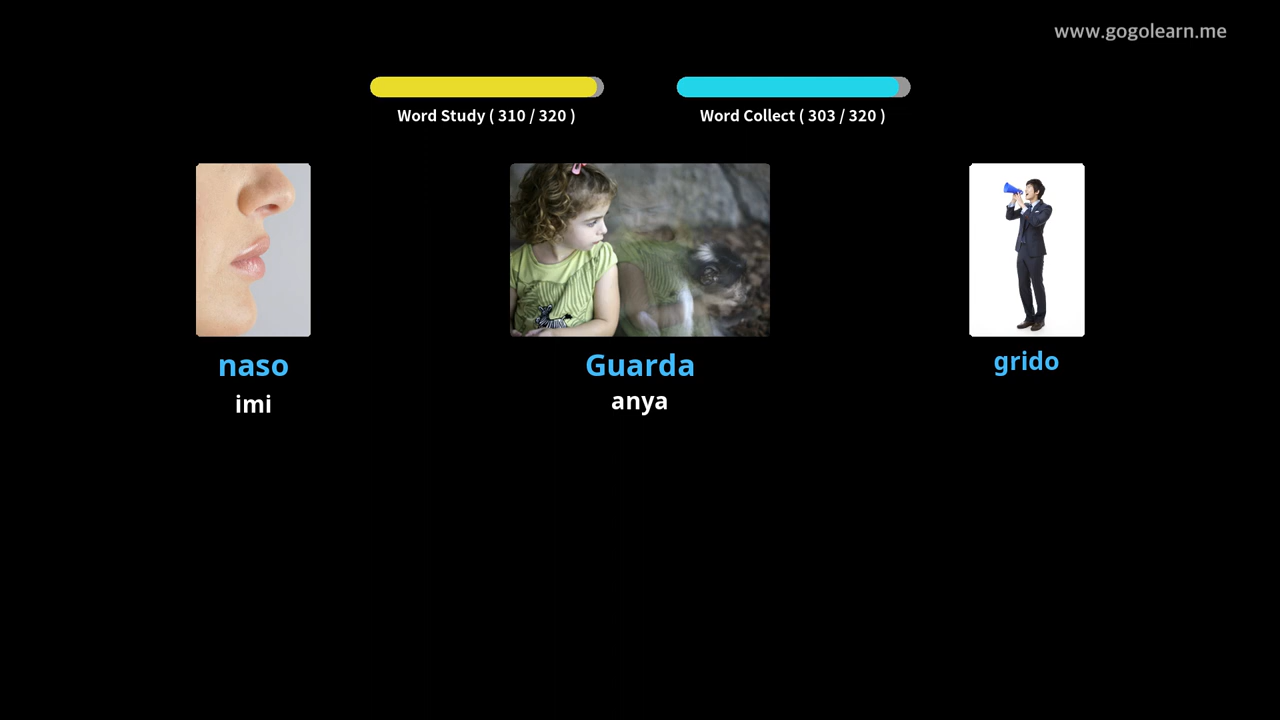 www.gogolearn.me
Word Study ( 310 / 320 )
Word Collect ( 303 / 320 )
naso
imi
Guarda
anya
grido